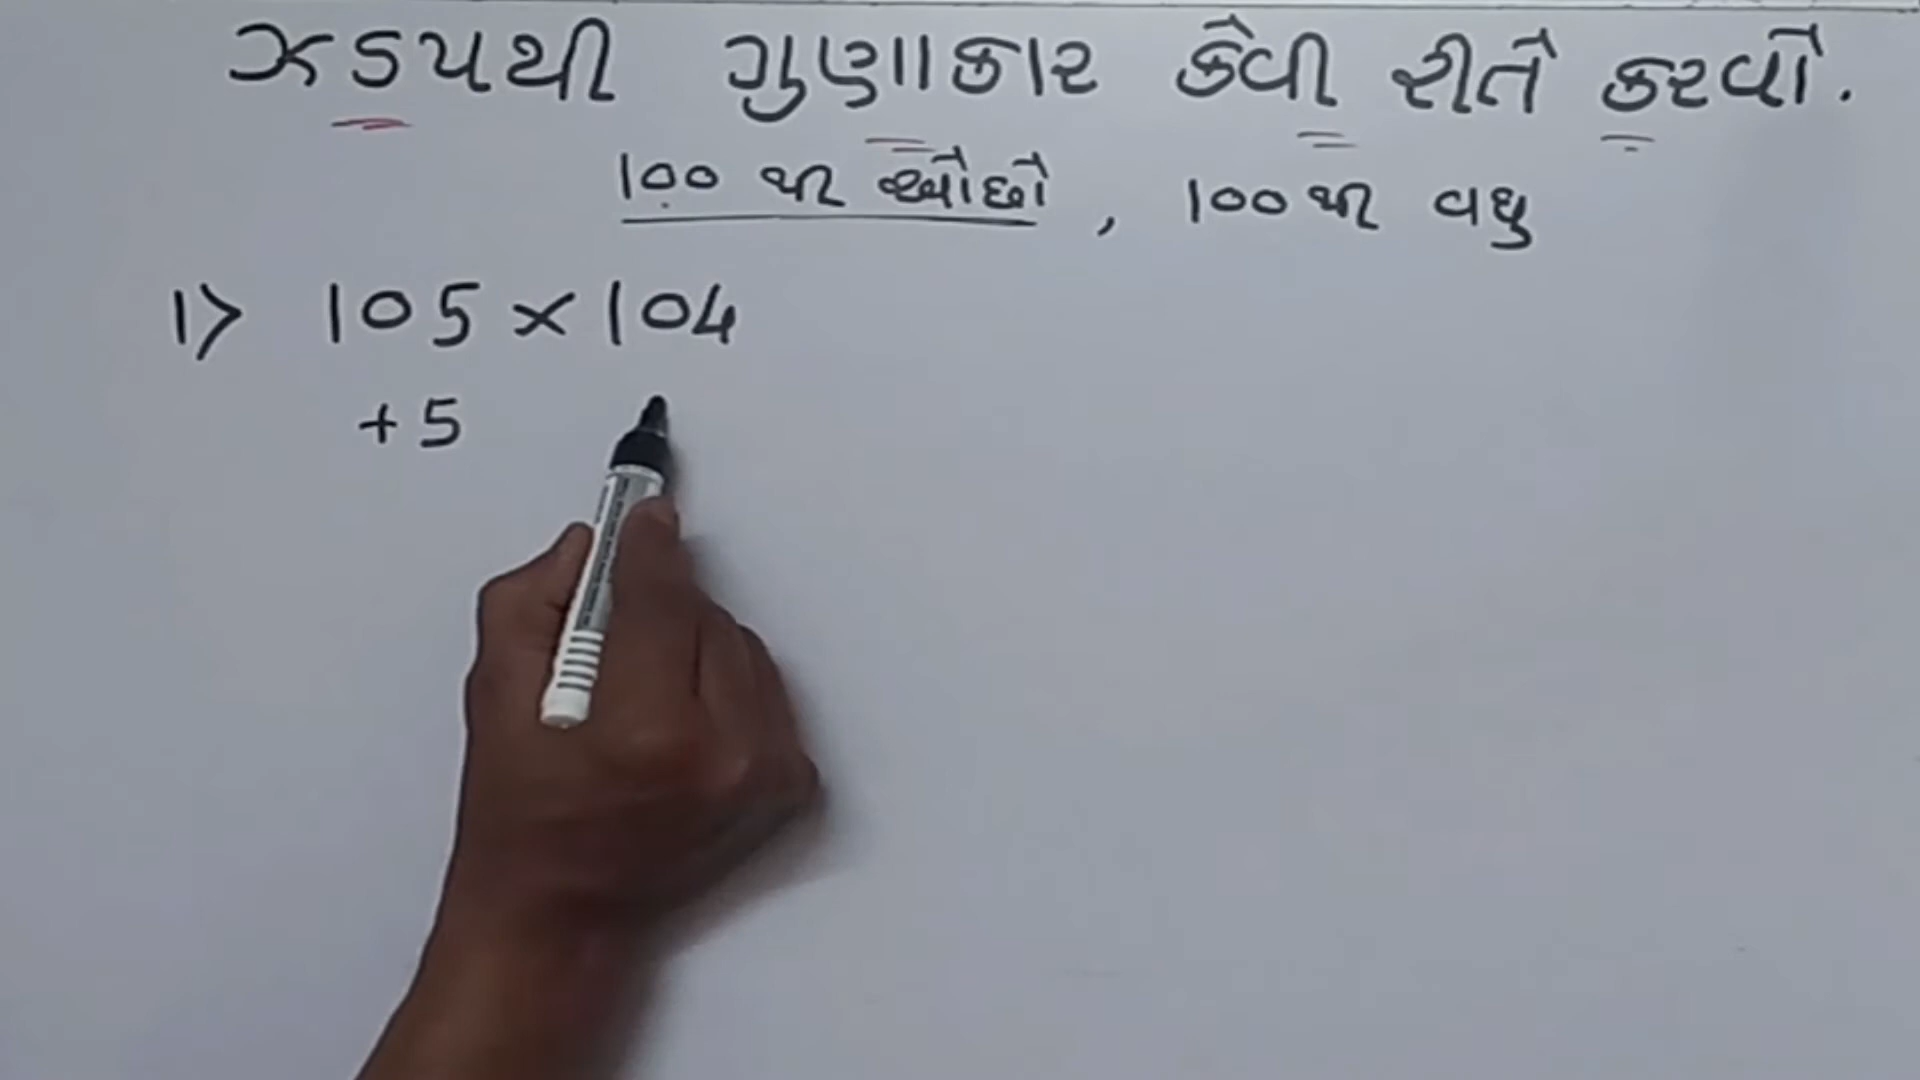 ઝડપથી ગુણાકાર કેવી રીતે કરવો.
100 થી ઓછો, 100 થી વધુ
1> 105 × 104
+5